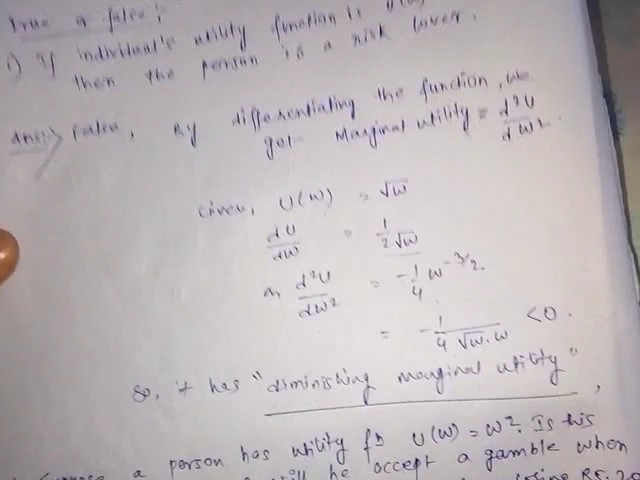 True or false:
i) If individual's utility function is U(W)
then the person is a risk lover.
Ans:> False, By differentiating the function, we
get Marginal utility = d²U/dW².
Given, U(W) = √W
dU/dW = 1/2√W
d²U/dW² = -1/4 W^-3/2.
= -1/4√W.W <0.
So, it has "diminishing marginal utility",
a person has utility fn U(W) = W². Is this
will he accept a gamble when
Rs. 20